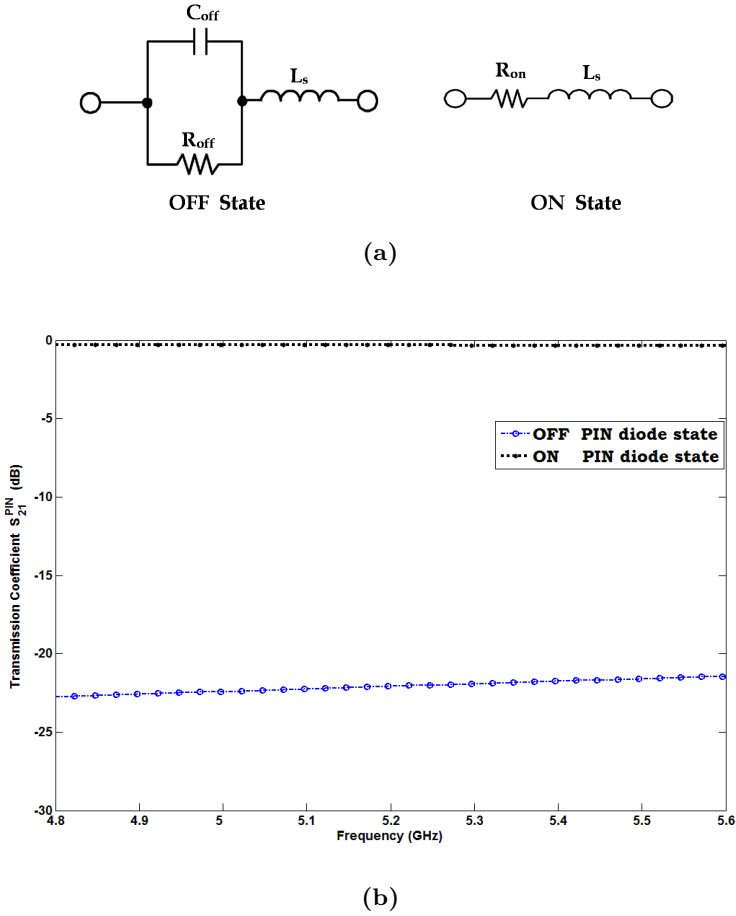 Coff
Ls
Roff
OFF State
Ron
Ls
ON State
(a)
0
-5
-10
-15
-20
-25
-30
Transmission Coefficient S21PIN (dB)
OFF PIN diode state
ON PIN diode state
4.8 4.9 5 5.1 5.2 5.3 5.4 5.5 5.6
Frequency (GHz)
(b)